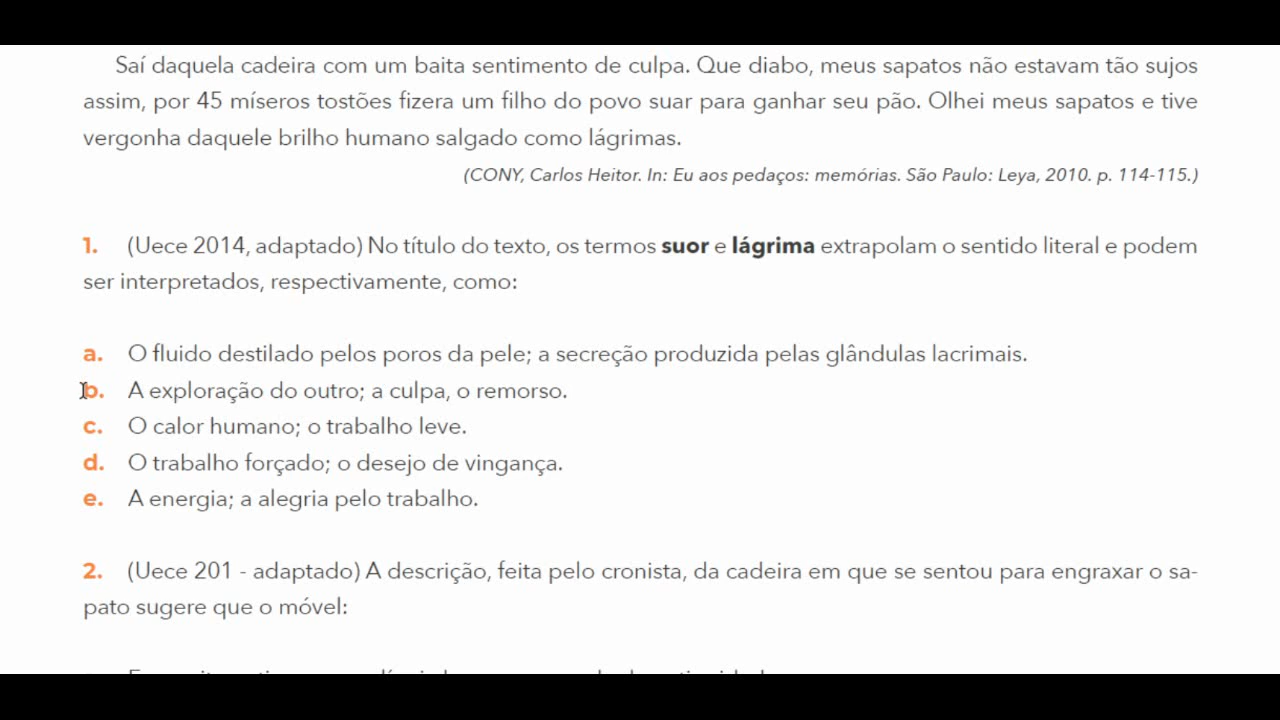 Saí daquela cadeira com um baita sentimento de culpa. Que diabo, meus sapatos não estavam tão sujos
assim, por 45 míseros tostões fizera um filho do povo suar para ganhar seu pão. Olhei meus sapatos e tive
vergonha daquele brilho humano salgado como lágrimas.
(CONY, Carlos Heitor. In: Eu aos pedaços: memórias. São Paulo: Leya, 2010. p. 114-115.)
1. (Uece 2014, adaptado) No título do texto, os termos suor e lágrima extrapolam o sentido literal e podem
ser interpretados, respectivamente, como:
a. O fluido destilado pelos poros da pele; a secreção produzida pelas glândulas lacrimais.
b. A exploração do outro; a culpa, o remorso.
c. O calor humano; o trabalho leve.
d. O trabalho forçado; o desejo de vingança.
e. A energia; a alegria pelo trabalho.
2. (Uece 201 - adaptado) A descrição, feita pelo cronista, da cadeira em que se sentou para engraxar o sa-
pato sugere que o móvel: